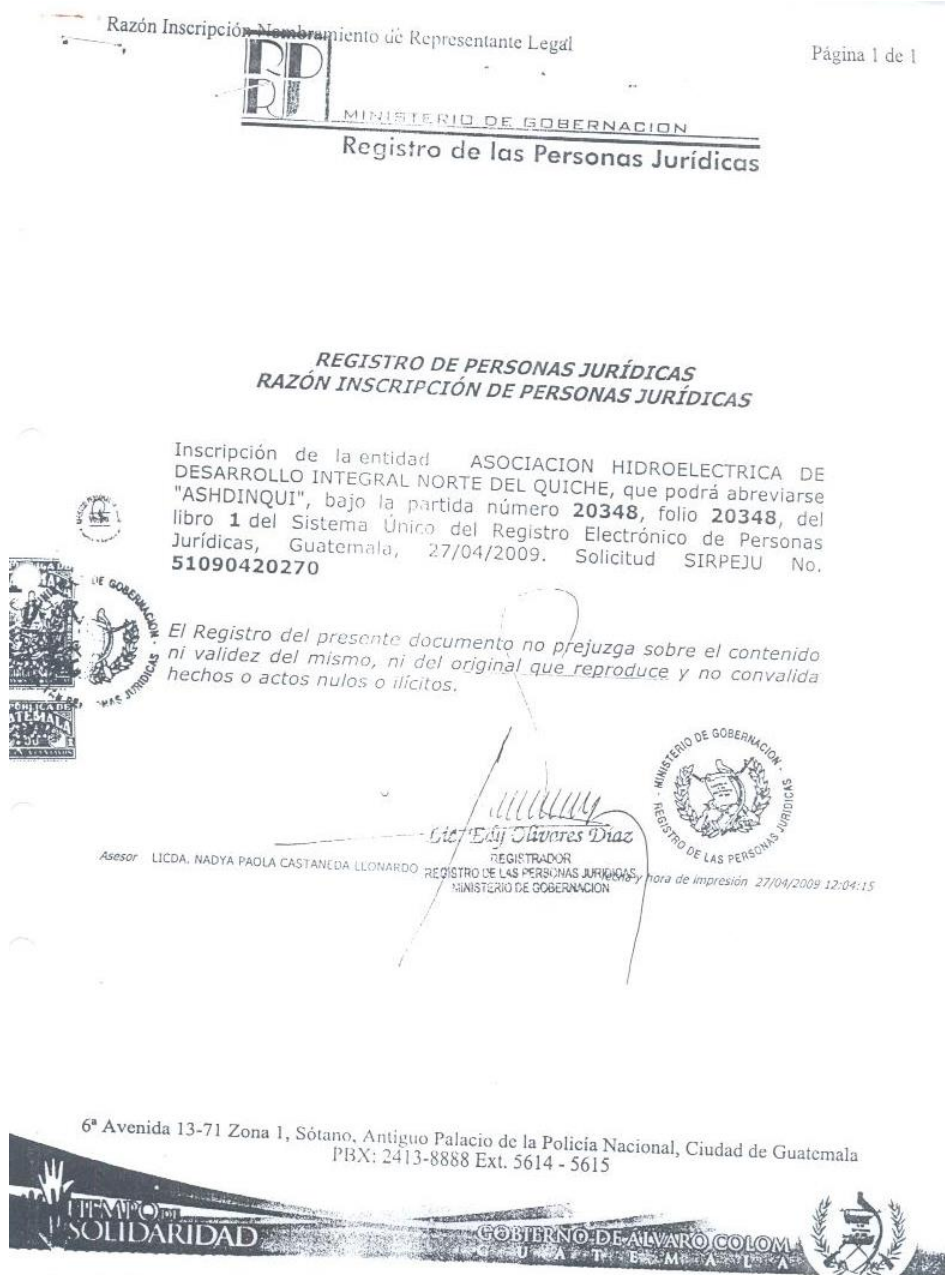 Razón Inscripción Nombramiento de Representante Legal
Página 1 de 1
RPPJ
MINISTERIO DE GOBERNACION
Registro de las Personas Jurídicas
REGISTRO DE PERSONAS JURÍDICAS
RAZÓN INSCRIPCIÓN DE PERSONAS JURÍDICAS
Inscripción de la entidad ASOCIACION HIDROELECTRICA DE
DESARROLLO INTEGRAL NORTE DEL QUICHE, que podrá abreviarse
"ASHDINQUI", bajo la partida número 20348, folio 20348, del
libro 1 del Sistema Único del Registro Electrónico de Personas
Jurídicas, Guatemala, 27/04/2009. Solicitud SIRPEJU No.
51090420270
El Registro del presente documento no prejuzga sobre el contenido
ni validez del mismo, ni del original que reproduce y no convalida
hechos o actos nulos o ilícitos.
MINISTERIO DE GOBERNACION
REGISTRO DE LAS PERSONAS JURIDICAS
Lic. Edy Olivares Diaz
REGISTRADOR
REGISTRO DE LAS PERSONAS JURIDICAS
MINISTERIO DE GOBERNACION
Asesor LICDA. NADYA PAOLA CASTANEDA LEONARDO
y hora de impresión 27/04/2009 12:04:15
6ª Avenida 13-71 Zona 1, Sótano, Antiguo Palacio de la Policía Nacional, Ciudad de Guatemala
PBX: 2413-8888 Ext. 5614 - 5615
TIEMPO DE
SOLIDARIDAD
GOBIERNO DE ALVARO COLOM
GUATEMALA